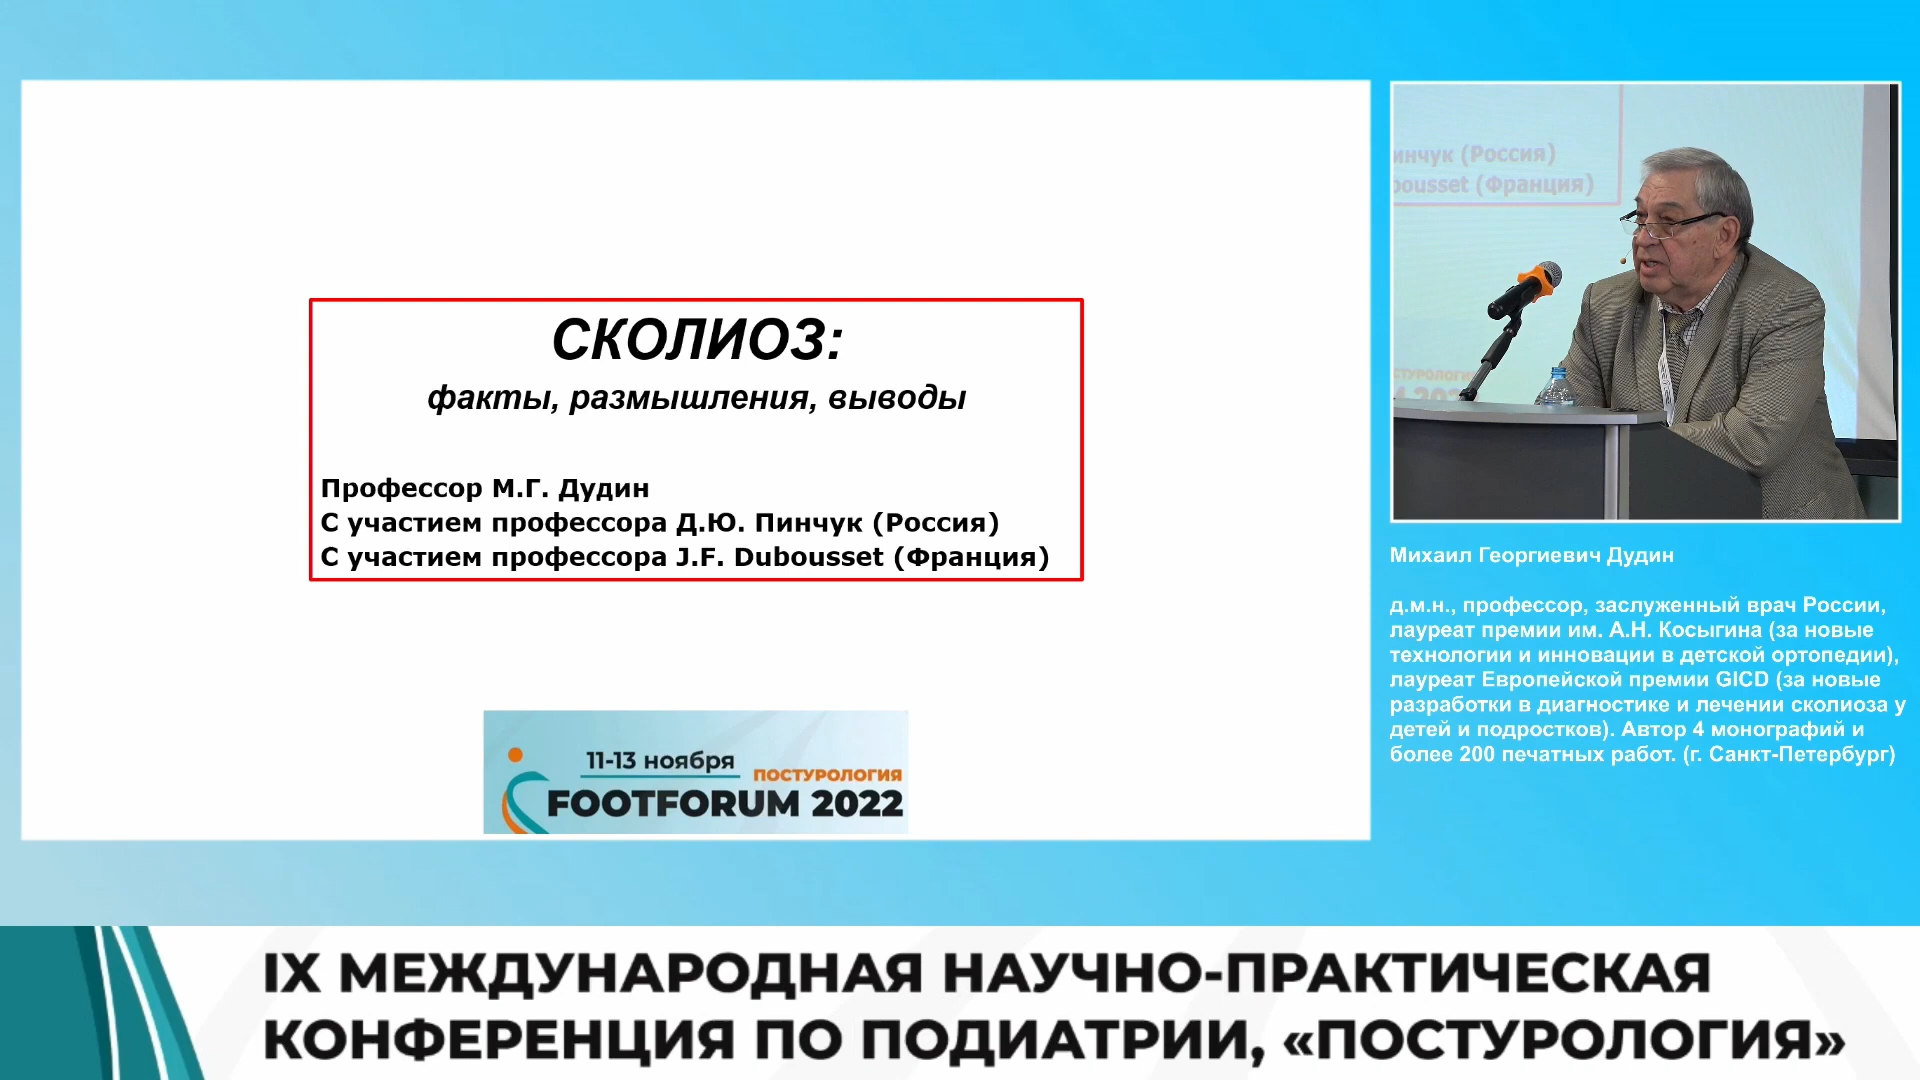 СКОЛИОЗ:
факты, размышления, выводы
Профессор М.Г. Дудин
С участием профессора Д.Ю. Пинчук (Россия)
С участием профессора J.F. Dubousset (Франция)
11-13 ноября
ПОСТУРОЛОГИЯ
FOOTFORUM 2022
инчук (Россия)
ousset (Франция)
Михаил Георгиевич Дудин
д.м.н., профессор, заслуженный врач России,
лауреат премии им. А.Н. Косыгина (за новые
технологии и инновации в детской ортопедии),
лауреат Европейской премии GICD (за новые
разработки в диагностике и лечении сколиоза у
детей и подростков). Автор 4 монографий и
более 200 печатных работ. (г. Санкт-Петербург)
IX МЕЖДУНАРОДНАЯ НАУЧНО-ПРАКТИЧЕСКАЯ
КОНФЕРЕНЦИЯ ПО ПОДИАТРИИ, «ПОСТУРОЛОГИЯ»